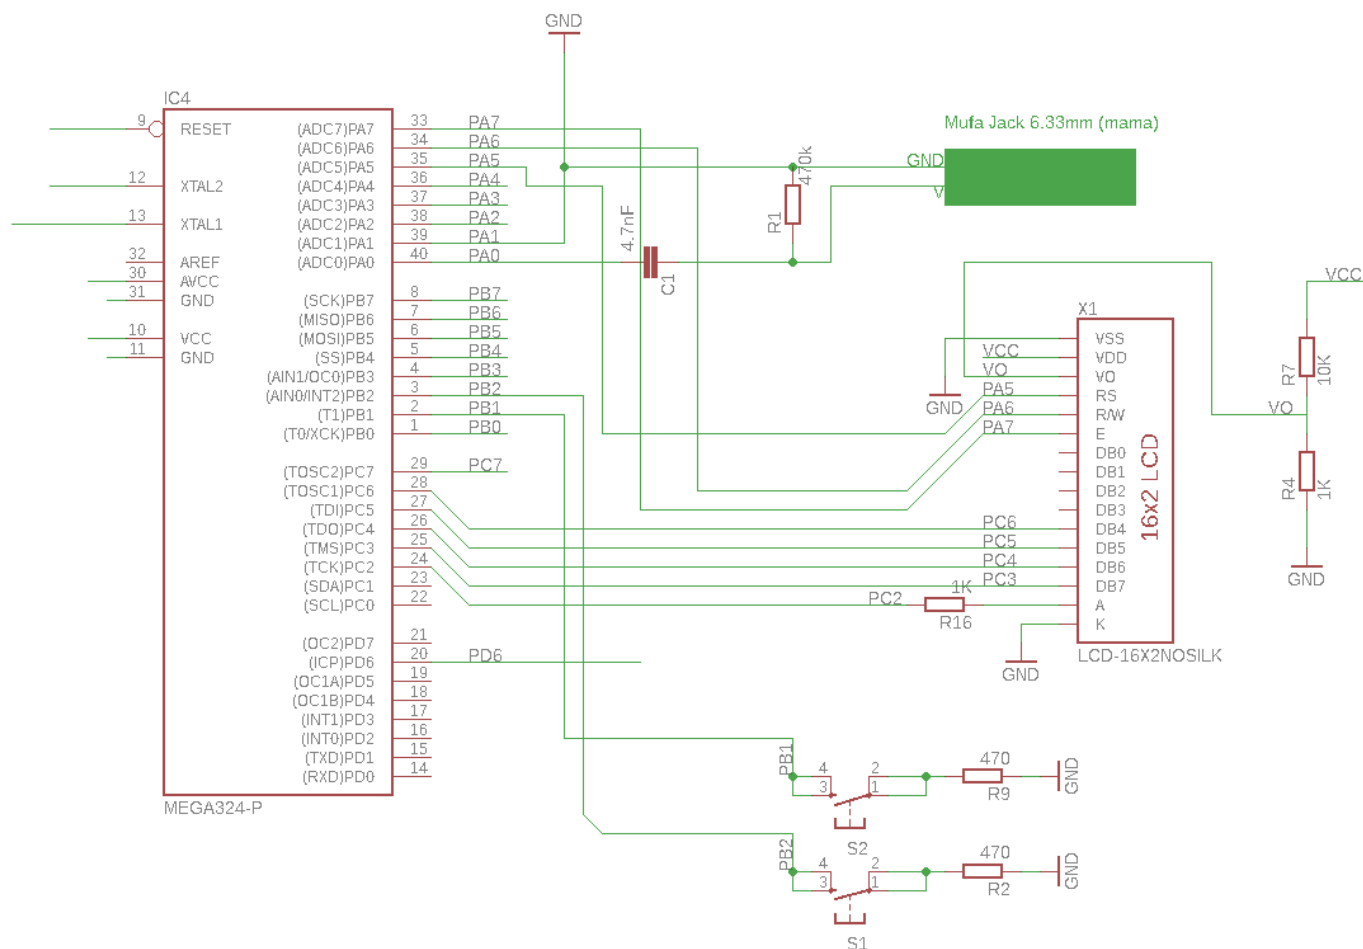 GND
IC4
9
RESET
12
XTAL2
13
XTAL1
32
AREF
30
AVCC
31
GND
10
VCC
11
GND
(ADC7)PA7 33 PA7
(ADC6)PA6 34 PA6
(ADC5)PA5 35 PA5
(ADC4)PA4 36 PA4
(ADC3)PA3 37 PA3
(ADC2)PA2 38 PA2
(ADC1)PA1 39 PA1
(ADC0)PA0 40 PA0
(SCK)PB7 8 PB7
(MISO)PB6 7 PB6
(MOSI)PB5 6 PB5
(SS)PB4 5 PB4
(AIN1/OC0)PB3 4 PB3
(AIN0/INT2)PB2 3 PB2
(T1)PB1 2 PB1
(T0/XCK)PB0 1 PB0
(TOSC2)PC7 29 PC7
(TOSC1)PC6 28
(TDI)PC5 27
(TDO)PC4 26
(TMS)PC3 25
(TCK)PC2 24
(SDA)PC1 23
(SCL)PC0 22
(OC2)PD7 21
(ICP)PD6 20 PD6
(OC1A)PD5 19
(OC1B)PD4 18
(INT1)PD3 17
(INT0)PD2 16
(TXD)PD1 15
(RXD)PD0 14
MEGA324-P
4.7nF
C1
470k
R1
Mufa Jack 6.33mm (mama)
GND
V
X1
VSS
VCC VDD
VO VO
PA5 RS
PA6 R/W
PA7 E
DB0
DB1
DB2
DB3
PC6 DB4
PC5 DB5
PC4 DB6
PC3 DB7
PC2 1K A
R16
K
GND
GND
16x2 LCD
LCD-16X2NOSILK
VCC
R7
10K
VO
R4
1K
GND
PB1
4
3
2
1
S2
470
R9
GND
PB2
4
3
2
1
S1
470
R2
GND